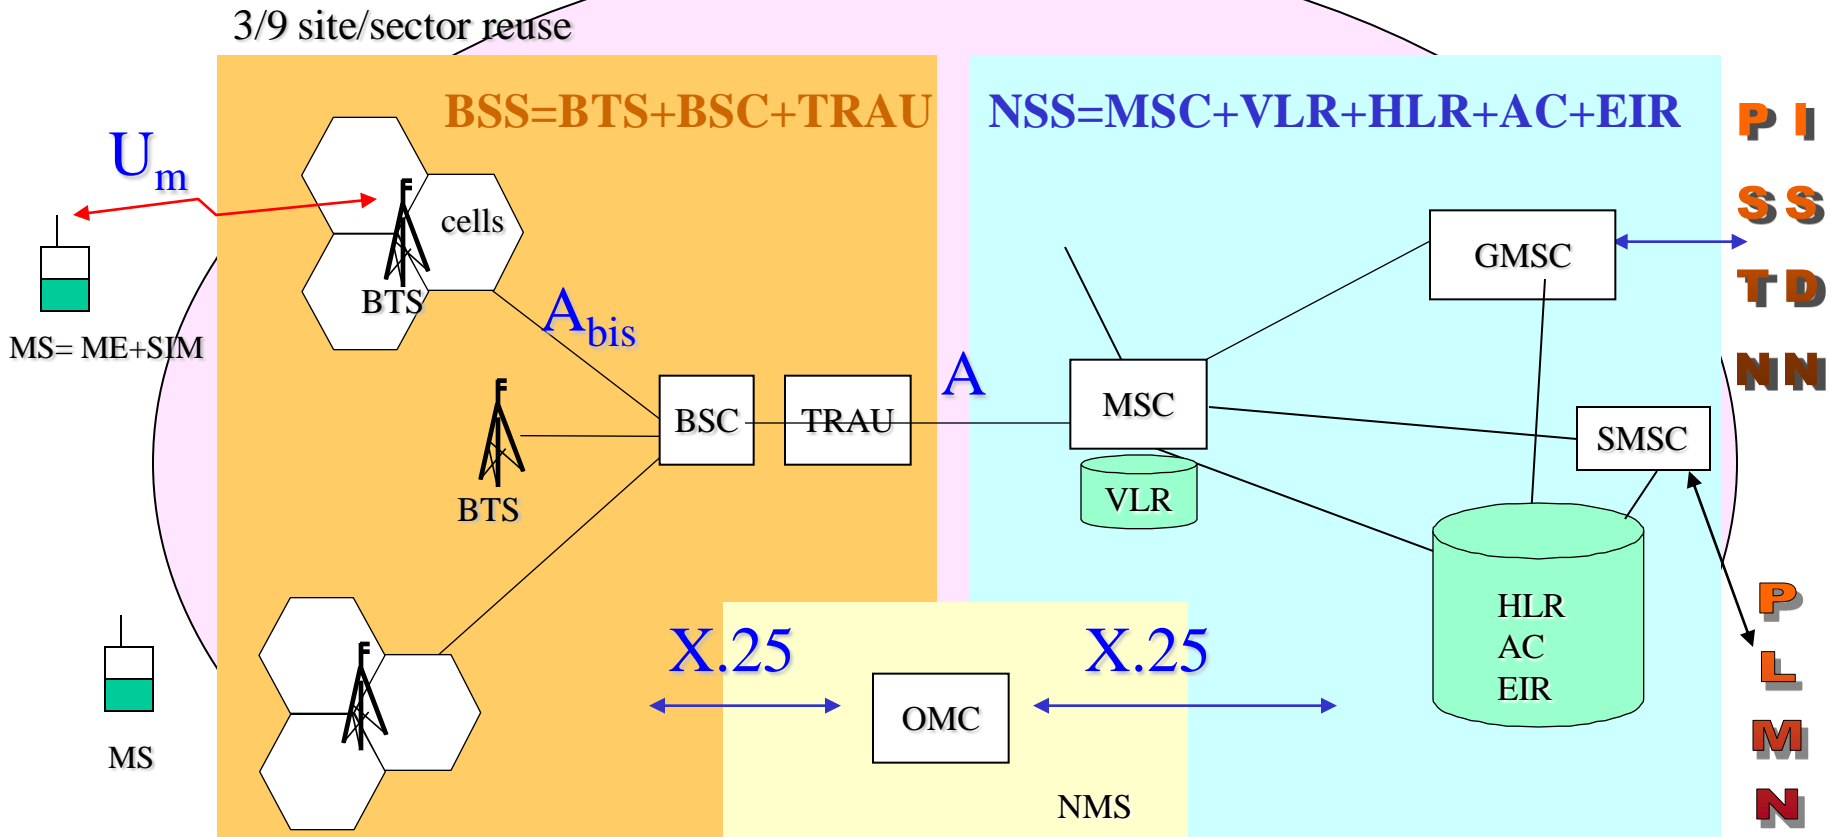 3/9 site/sector reuse
BSS=BTS+BSC+TRAU
NSS=MSC+VLR+HLR+AC+EIR
P I
S S
T D
N N
Um
cells
GMSC
BTS
Abis
MS= ME+SIM
A
MSC
BSC
TRAU
SMSC
VLR
BTS
HLR
AC
EIR
P
L
M
N
X.25
X.25
OMC
MS
NMS